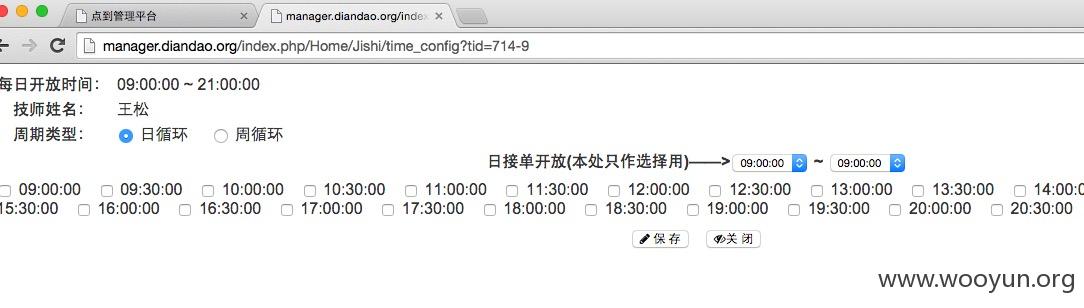 点到管理平台
manager.diandao.org/index
manager.diandao.org/index.php/Home/Jishi/time_config?tid=714-9
每日开放时间： 09:00:00 ~ 21:00:00
技师姓名： 王松
周期类型： 日循环 周循环
日接单开放(本处只作选择用)——> 09:00:00 ~ 09:00:00
09:00:00 09:30:00 10:00:00 10:30:00 11:00:00 11:30:00 12:00:00 12:30:00 13:00:00 13:30:00 14:00:0
15:30:00 16:00:00 16:30:00 17:00:00 17:30:00 18:00:00 18:30:00 19:00:00 19:30:00 20:00:00 20:30:00
保存 关闭
www.wooyun.org